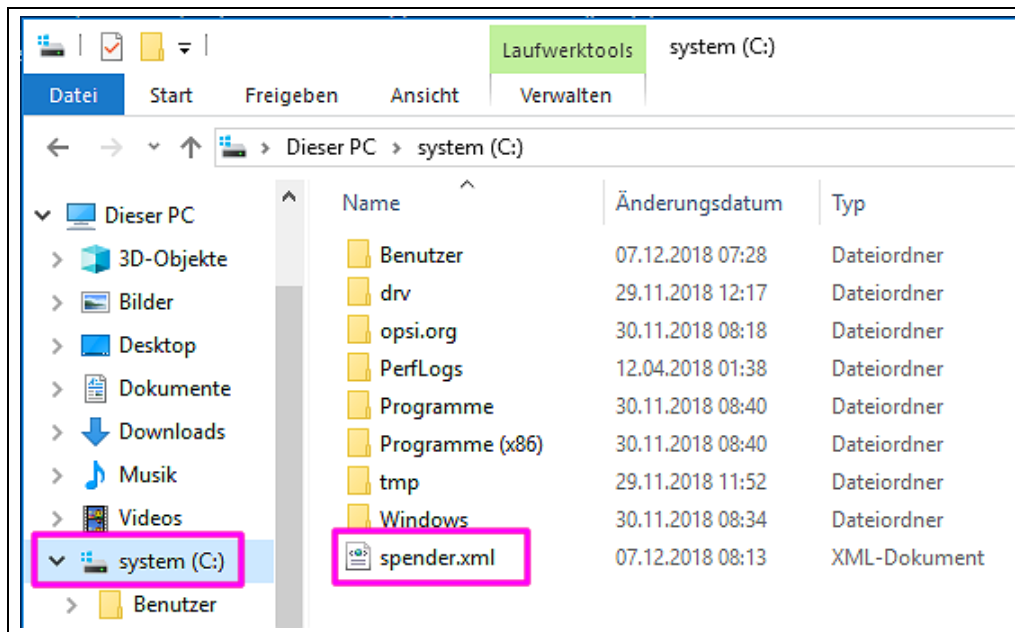 Laufwerktools system (C:)
Datei Start Freigeben Ansicht Verwalten
Dieser PC system (C:)
Name Änderungsdatum Typ
Dieser PC
3D-Objekte
Bilder
Desktop
Dokumente
Downloads
Musik
Videos
system (C:)
Benutzer
Benutzer 07.12.2018 07:28 Dateiordner
drv 29.11.2018 12:17 Dateiordner
opsi.org 30.11.2018 08:18 Dateiordner
PerfLogs 12.04.2018 01:38 Dateiordner
Programme 30.11.2018 08:40 Dateiordner
Programme (x86) 30.11.2018 08:40 Dateiordner
tmp 29.11.2018 11:52 Dateiordner
Windows 30.11.2018 08:34 Dateiordner
spender.xml 07.12.2018 08:13 XML-Dokument